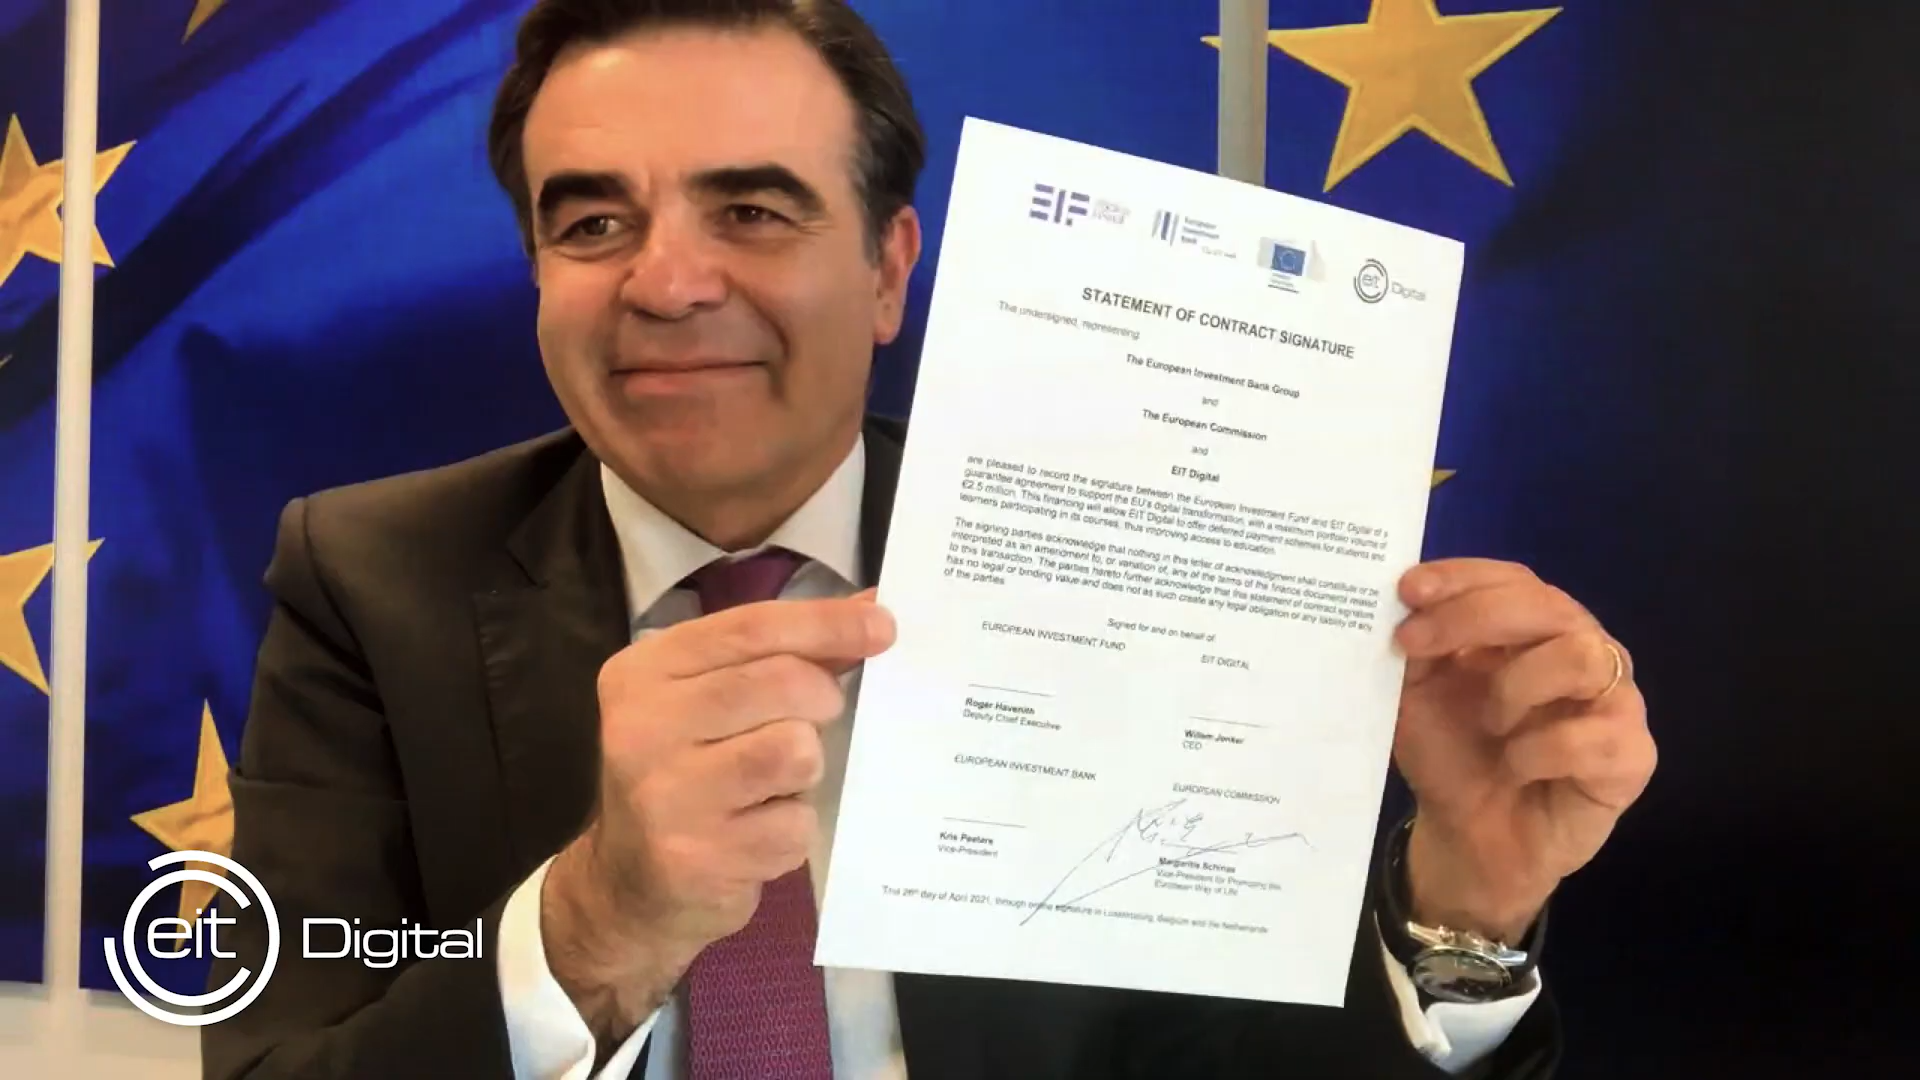 EIF
European
Investment
Bank
eit Digital
STATEMENT OF CONTRACT SIGNATURE
The undersigned, representing
The European Investment Bank Group
and
The European Commission
and
EIT Digital
are pleased to record the signature between the European Investment Fund and EIT Digital of a
guarantee agreement to support the EU's digital transformation, with a maximum portfolio volume of
€2.5 million. This financing will allow EIT Digital to offer deferred payment schemes for students and
learners participating in its courses, thus improving access to education.
The signing parties acknowledge that nothing in this letter of acknowledgment shall constitute or be
interpreted as an amendment to, or variation of, any of the terms of the finance documents related
to this transaction. The parties hereto further acknowledge that this statement of contract signature
has no legal or binding value and does not as such create any legal obligation or any liability of any
of the parties
Signed for and on behalf of
EUROPEAN INVESTMENT FUND
EIT DIGITAL
Roger Havenith
Deputy Chief Executive
Willem Jonker
CEO
EUROPEAN INVESTMENT BANK
EUROPEAN COMMISSION
Kris Peeters
Vice-President
Margaritis Schinas
Vice-President for Promoting the
European Way of Life
This 26th day of April 2021, through online signature in Luxembourg, Belgium and the Netherlands
eit Digital